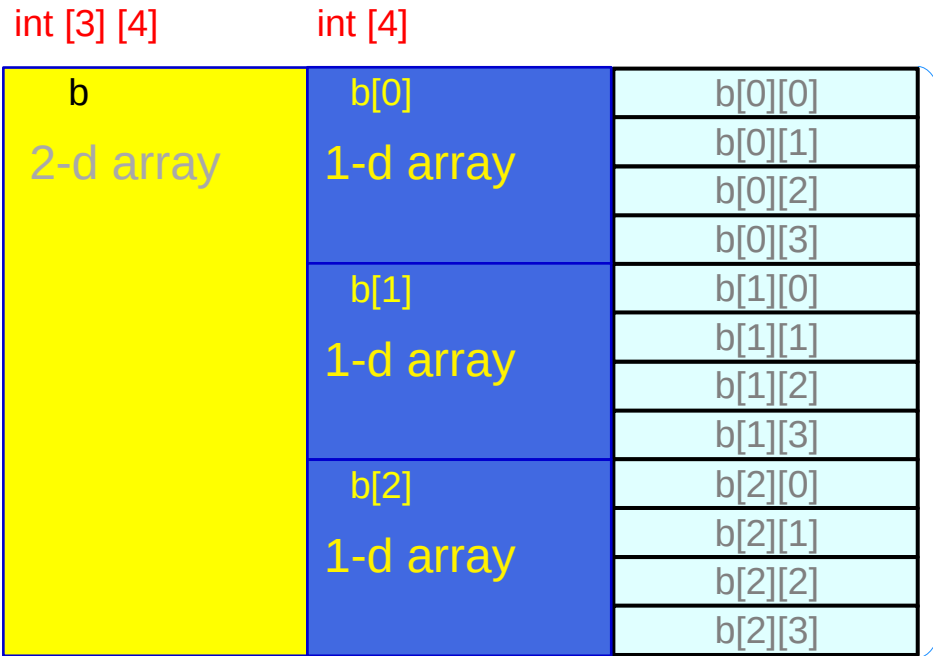 int [3] [4]
int [4]
b
2-d array
b[0]
1-d array
b[1]
1-d array
b[2]
1-d array
b[0][0]
b[0][1]
b[0][2]
b[0][3]
b[1][0]
b[1][1]
b[1][2]
b[1][3]
b[2][0]
b[2][1]
b[2][2]
b[2][3]